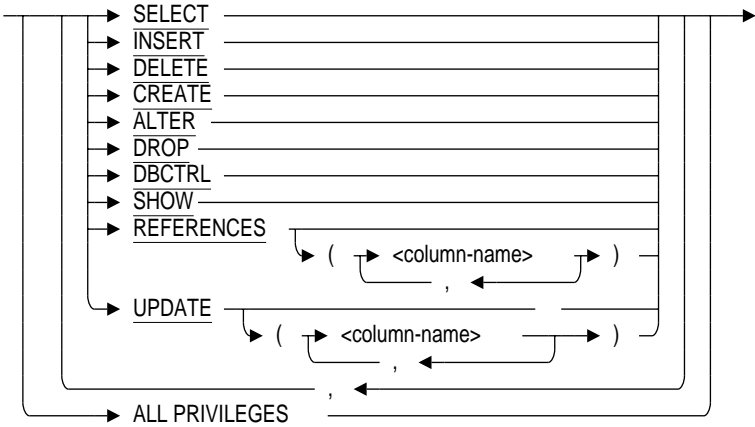 SELECT
INSERT
DELETE
CREATE
ALTER
DROP
DBCTRL
SHOW
REFERENCES
( <column-name> )
,
UPDATE
( <column-name> )
,
,
ALL PRIVILEGES